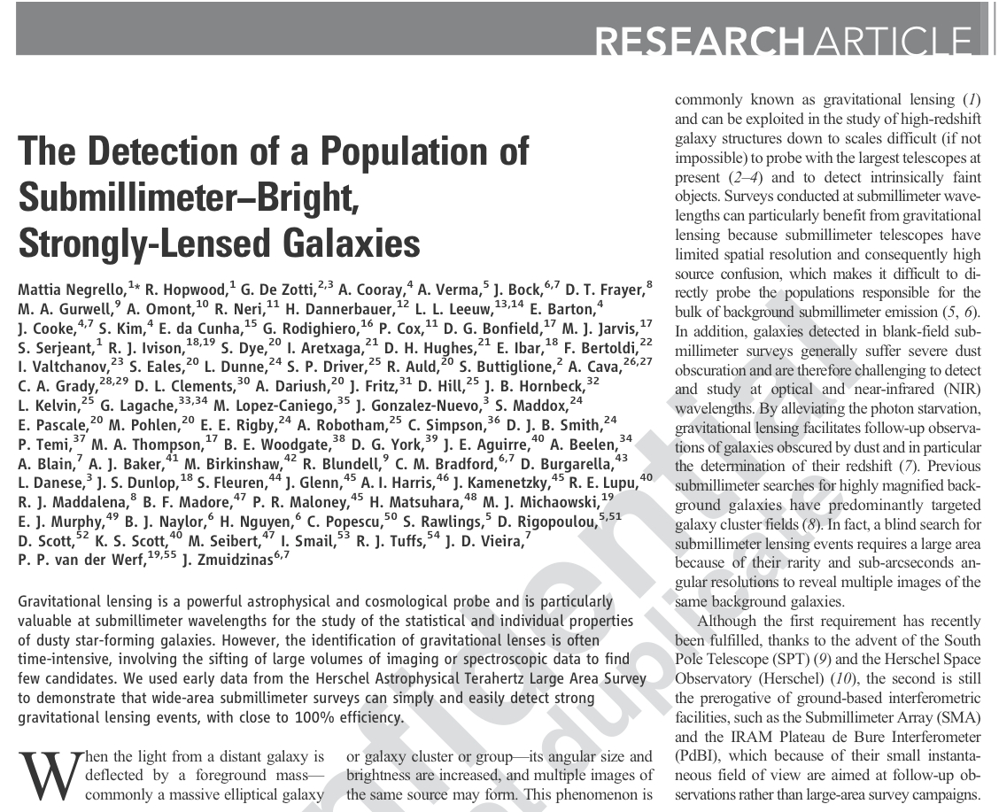 RESEARCH ARTICLE
The Detection of a Population of
Submillimeter–Bright,
Strongly-Lensed Galaxies
Mattia Negrello,1* R. Hopwood,1 G. De Zotti,2,3 A. Cooray,4 A. Verma,5 J. Bock,6,7 D. T. Frayer,8
M. A. Gurwell,9 A. Omont,10 R. Neri,11 H. Dannerbauer,12 L. L. Leeuw,13,14 E. Barton,4
J. Cooke,4,7 S. Kim,4 E. da Cunha,15 G. Rodighiero,16 P. Cox,11 D. G. Bonfield,17 M. J. Jarvis,17
S. Serjeant,1 R. J. Ivison,18,19 S. Dye,20 I. Aretxaga,21 D. H. Hughes,21 E. Ibar,18 F. Bertoldi,22
I. Valtchanov,23 S. Eales,20 L. Dunne,24 S. P. Driver,25 R. Auld,20 S. Buttiglione,2 A. Cava,26,27
C. A. Grady,28,29 D. L. Clements,30 A. Dariush,20 J. Fritz,31 D. Hill,25 J. B. Hornbeck,32
L. Kelvin,25 G. Lagache,33,34 M. Lopez-Caniego,35 J. Gonzalez-Nuevo,3 S. Maddox,24
E. Pascale,20 M. Pohlen,20 E. E. Rigby,24 A. Robotham,25 C. Simpson,36 D. J. B. Smith,24
P. Temi,37 M. A. Thompson,17 B. E. Woodgate,38 D. G. York,39 J. E. Aguirre,40 A. Beelen,34
A. Blain,7 A. J. Baker,41 M. Birkinshaw,42 R. Blundell,9 C. M. Bradford,6,7 D. Burgarella,43
L. Danese,3 J. S. Dunlop,18 S. Fleuren,44 J. Glenn,45 A. I. Harris,46 J. Kamenetzky,45 R. E. Lupu,40
R. J. Maddalena,8 B. F. Madore,47 P. R. Maloney,45 H. Matsuhara,48 M. J. Michaowski,19
E. J. Murphy,49 B. J. Naylor,6 H. Nguyen,6 C. Popescu,50 S. Rawlings,5 D. Rigopoulou,5,51
D. Scott,52 K. S. Scott,40 M. Seibert,47 I. Smail,53 R. J. Tuffs,54 J. D. Vieira,7
P. P. van der Werf,19,55 J. Zmuidzinas6,7
Gravitational lensing is a powerful astrophysical and cosmological probe and is particularly
valuable at submillimeter wavelengths for the study of the statistical and individual properties
of dusty star-forming galaxies. However, the identification of gravitational lenses is often
time-intensive, involving the sifting of large volumes of imaging or spectroscopic data to find
few candidates. We used early data from the Herschel Astrophysical Terahertz Large Area Survey
to demonstrate that wide-area submillimeter surveys can simply and easily detect strong
gravitational lensing events, with close to 100% efficiency.
When the light from a distant galaxy is
deflected by a foreground mass—
commonly a massive elliptical galaxy
or galaxy cluster or group—its angular size and
brightness are increased, and multiple images of
the same source may form. This phenomenon is
commonly known as gravitational lensing (1)
and can be exploited in the study of high-redshift
galaxy structures down to scales difficult (if not
impossible) to probe with the largest telescopes at
present (2–4) and to detect intrinsically faint
objects. Surveys conducted at submillimeter wave-
lengths can particularly benefit from gravitational
lensing because submillimeter telescopes have
limited spatial resolution and consequently high
source confusion, which makes it difficult to di-
rectly probe the populations responsible for the
bulk of background submillimeter emission (5, 6).
In addition, galaxies detected in blank-field sub-
millimeter surveys generally suffer severe dust
obscuration and are therefore challenging to detect
and study at optical and near-infrared (NIR)
wavelengths. By alleviating the photon starvation,
gravitational lensing facilitates follow-up observa-
tions of galaxies obscured by dust and in particular
the determination of their redshift (7). Previous
submillimeter searches for highly magnified back-
ground galaxies have predominantly targeted
galaxy cluster fields (8). In fact, a blind search for
submillimeter lensing events requires a large area
because of their rarity and sub-arcseconds an-
gular resolutions to reveal multiple images of the
same background galaxies.
Although the first requirement has recently
been fulfilled, thanks to the advent of the South
Pole Telescope (SPT) (9) and the Herschel Space
Observatory (Herschel) (10), the second is still
the prerogative of ground-based interferometric
facilities, such as the Submillimeter Array (SMA)
and the IRAM Plateau de Bure Interferometer
(PdBI), which because of their small instanta-
neous field of view are aimed at follow-up ob-
servations rather than large-area survey campaigns.